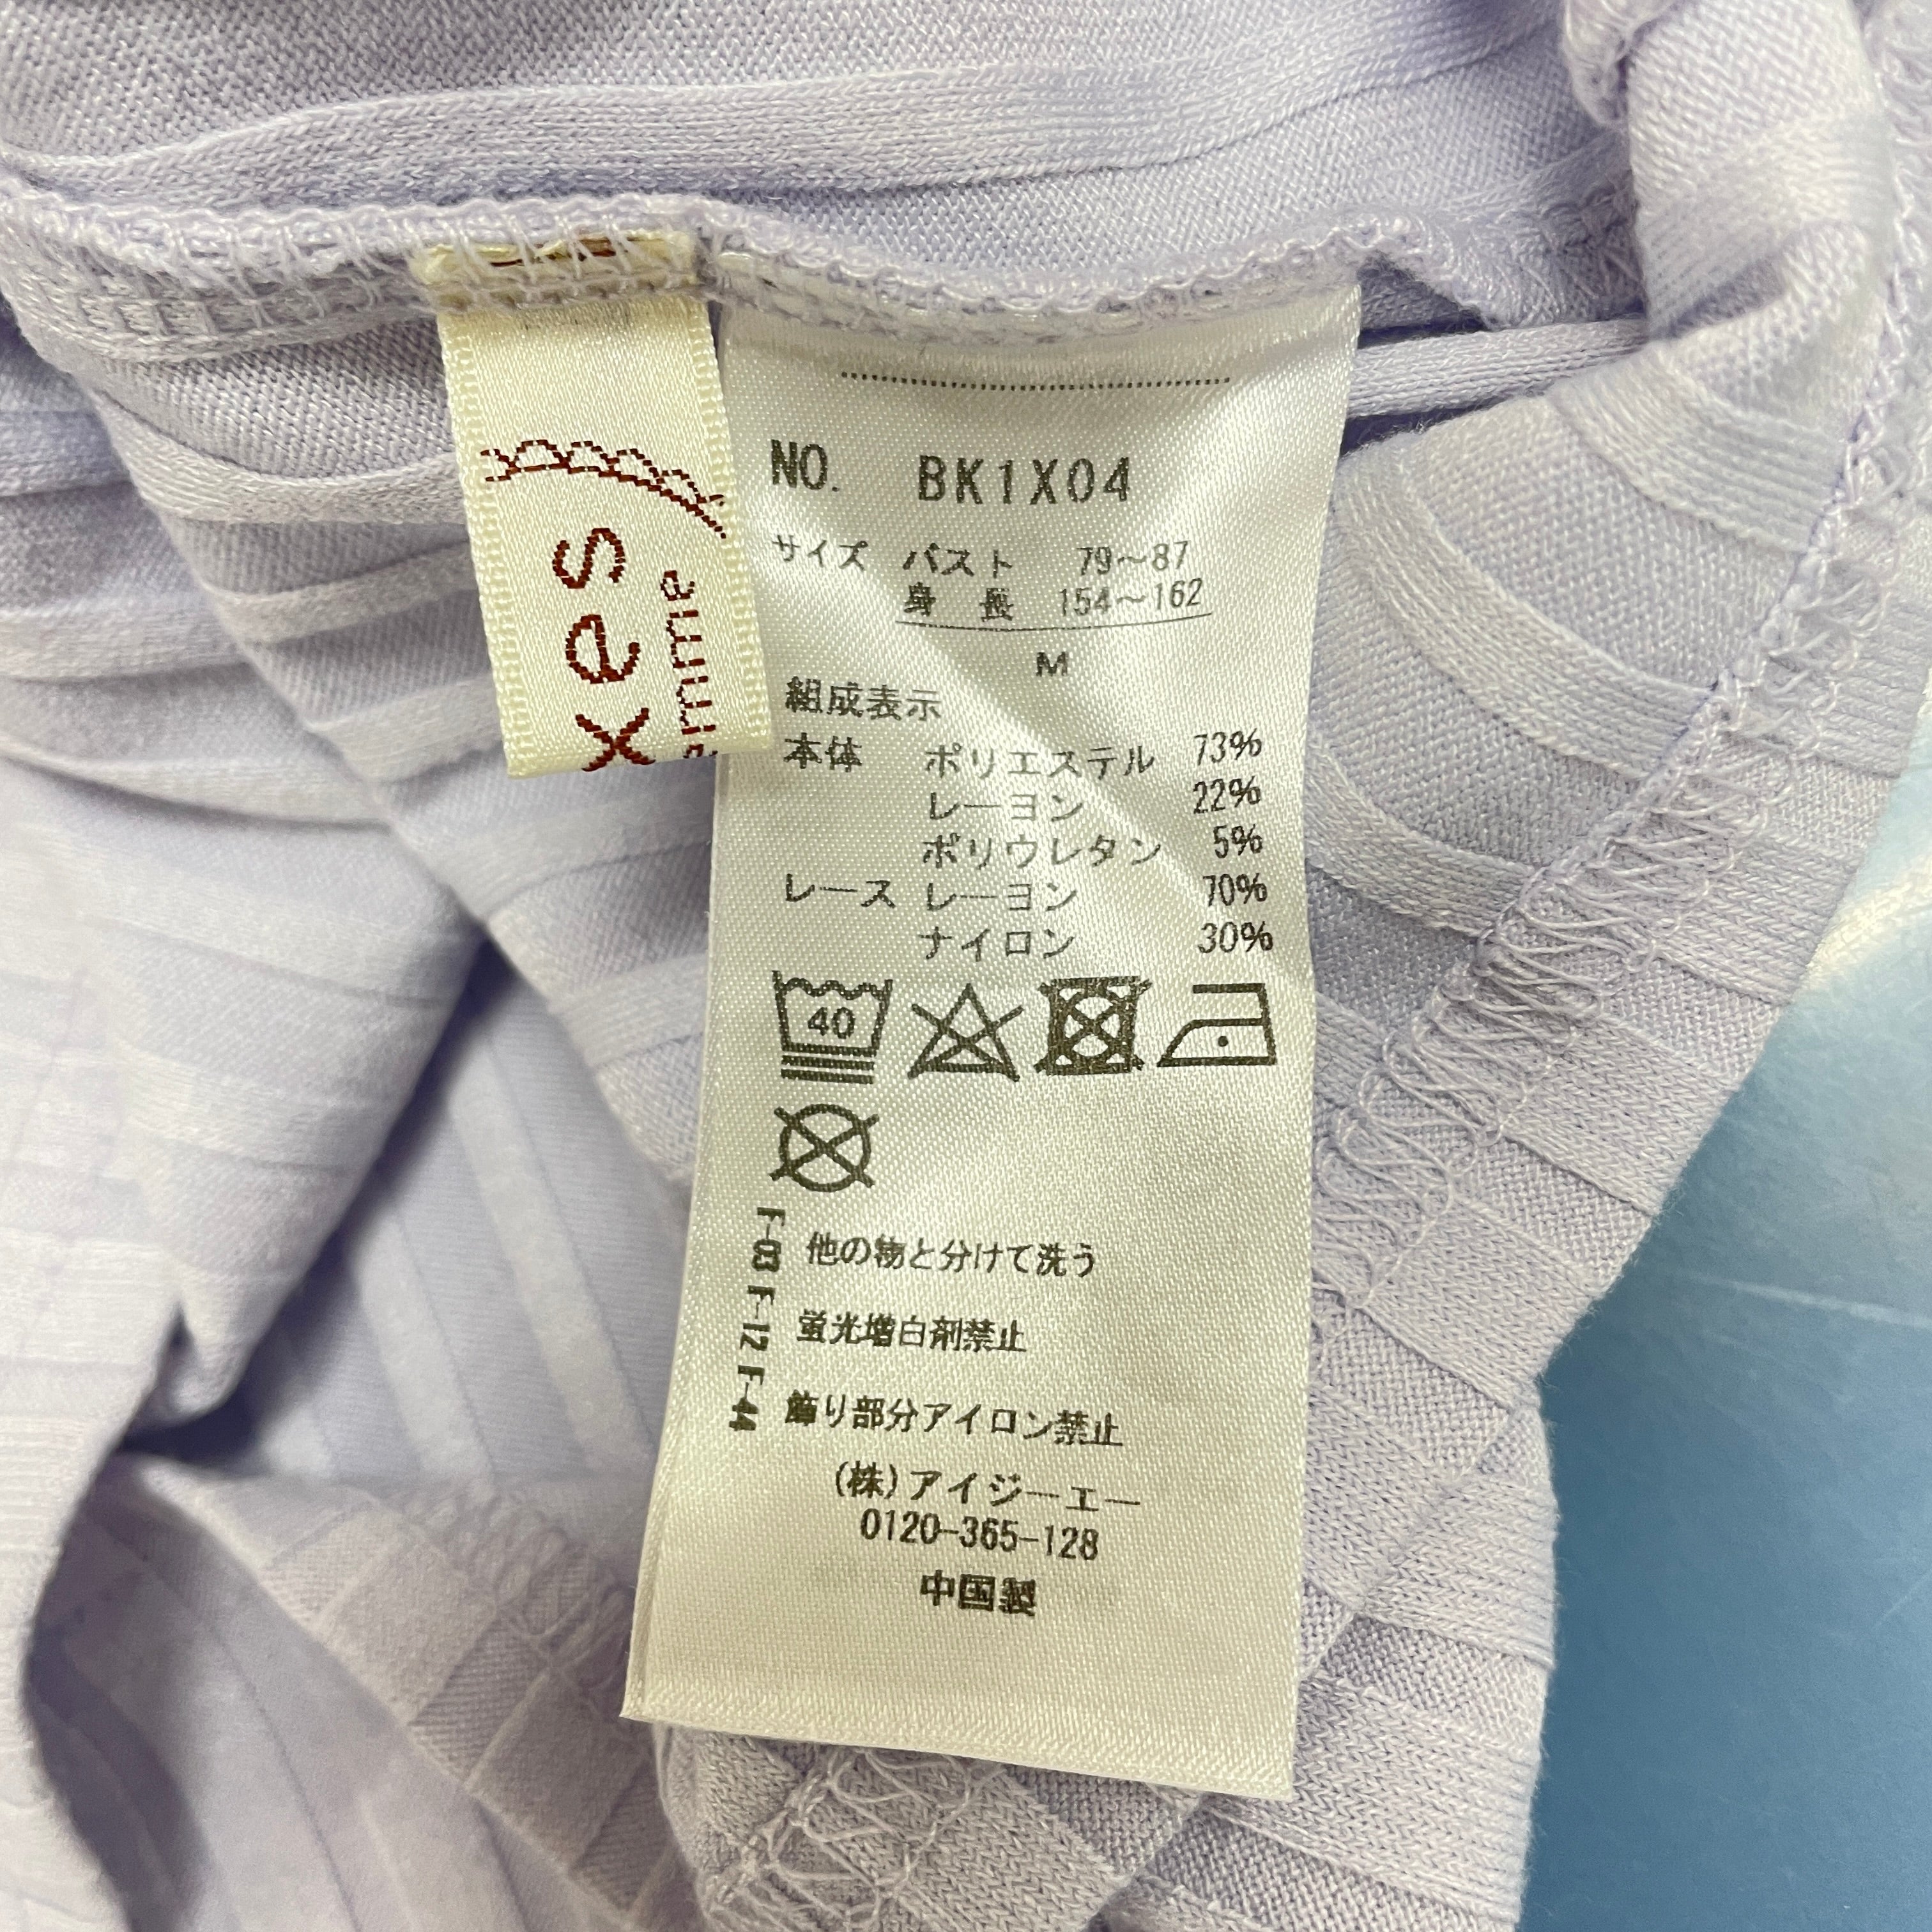 xes
emme
NO. BK1X04
サイズ バスト 79〜87
身長 154〜162
M
組成表示
本体 ポリエステル 73%
レーヨン 22%
ポリウレタン 5%
レース レーヨン 70%
ナイロン 30%
40
F-03 F-12 F-44
他の物と分けて洗う
蛍光増白剤禁止
飾り部分アイロン禁止
(株)アイジーエー
0120-365-128
中国製